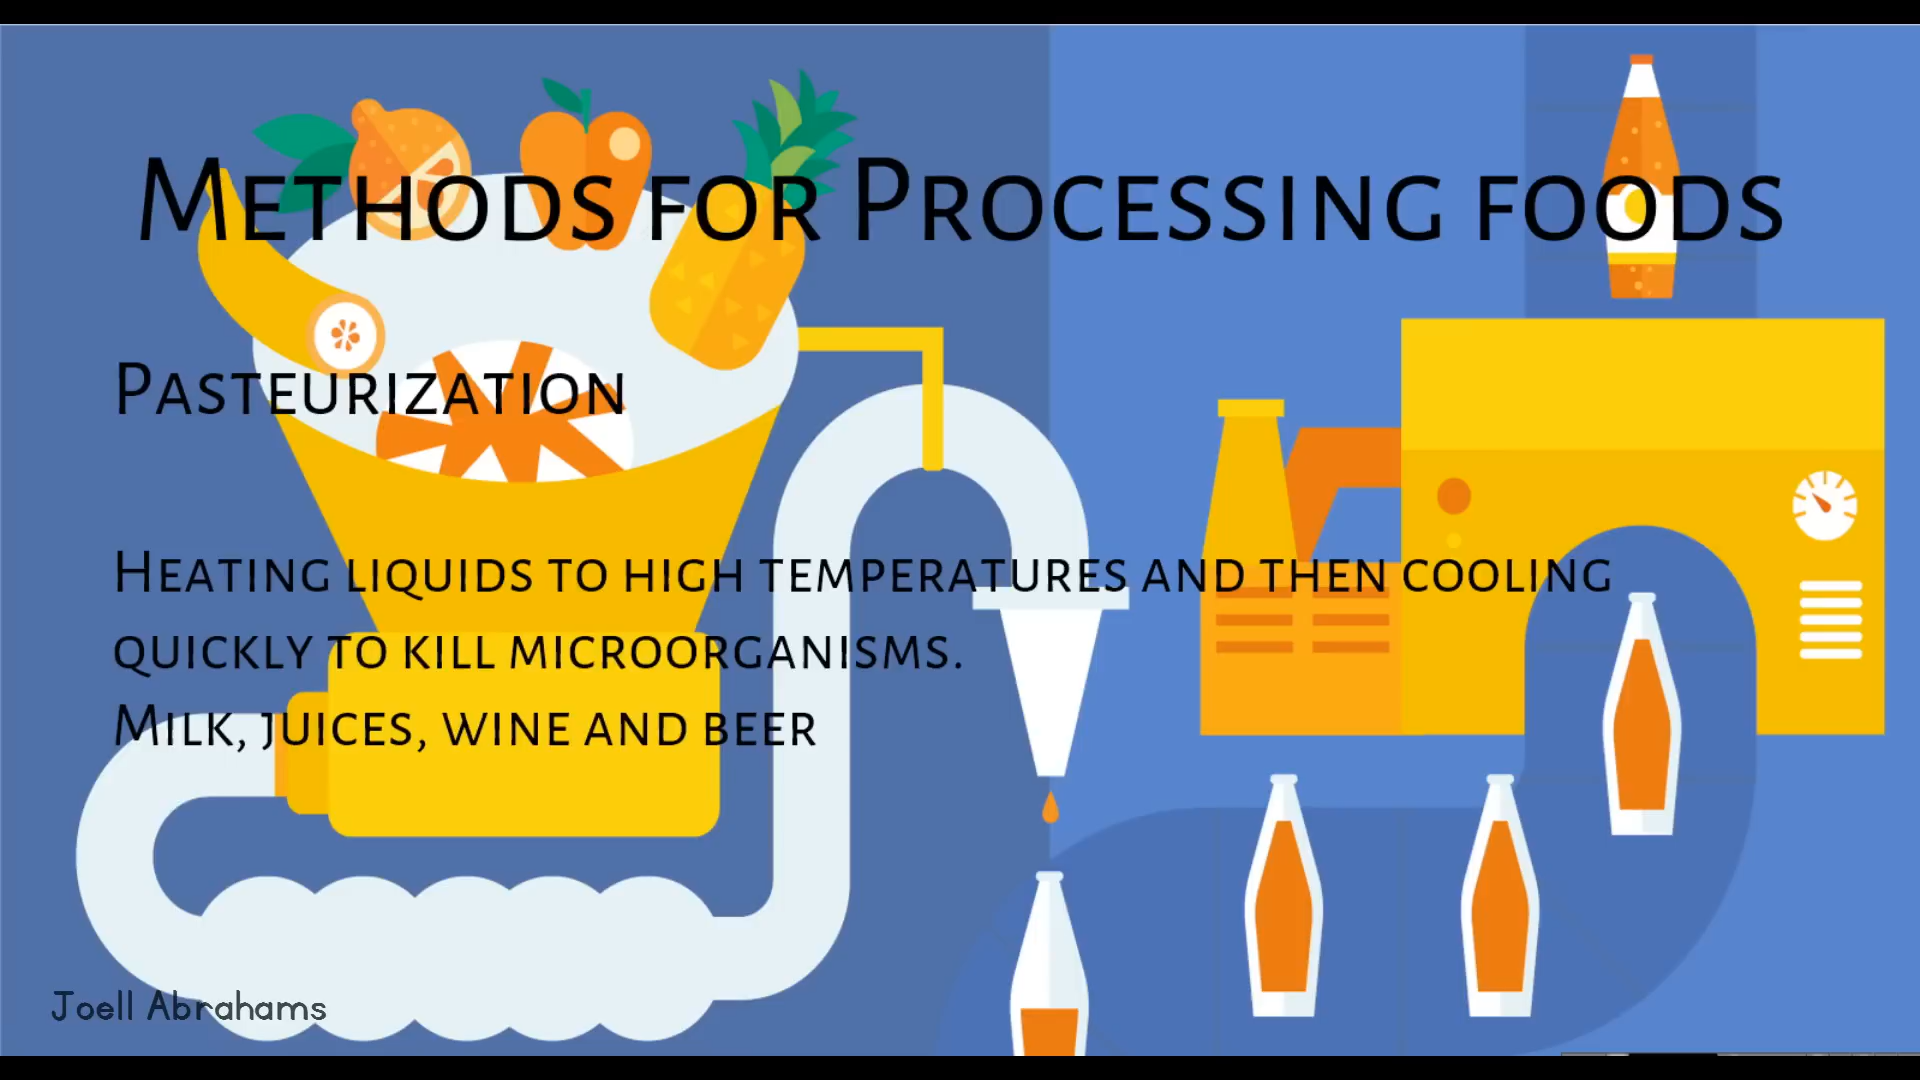 Methods for Processing foods
Pasteurization
Heating liquids to high temperatures and then cooling
quickly to kill microorganisms.
Milk, juices, wine and beer
Joell Abrahams